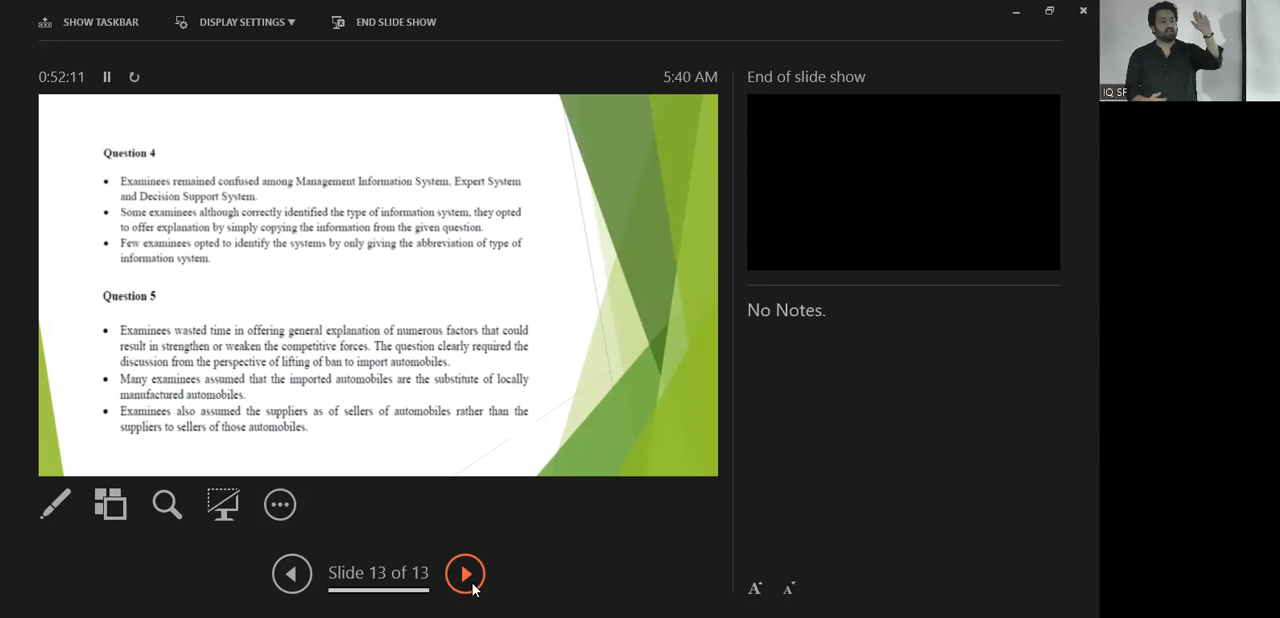 SHOW TASKBAR
DISPLAY SETTINGS ▼
END SLIDE SHOW
0:52:11
5:40 AM
Question 4
• Examinees remained confused among Management Information System, Expert System
and Decision Support System.
• Some examinees although correctly identified the type of information system, they opted
to offer explanation by simply copying the information from the given question.
• Few examinees opted to identify the systems by only giving the abbreviation of type of
information system.
Question 5
• Examinees wasted time in offering general explanation of numerous factors that could
result in strengthen or weaken the competitive forces. The question clearly required the
discussion from the perspective of lifting of ban to import automobiles.
• Many examinees assumed that the imported automobiles are the substitute of locally
manufactured automobiles.
• Examinees also assumed the suppliers as of sellers of automobiles rather than the
suppliers to sellers of those automobiles.
Slide 13 of 13
End of slide show
No Notes.
A A
IQ SF